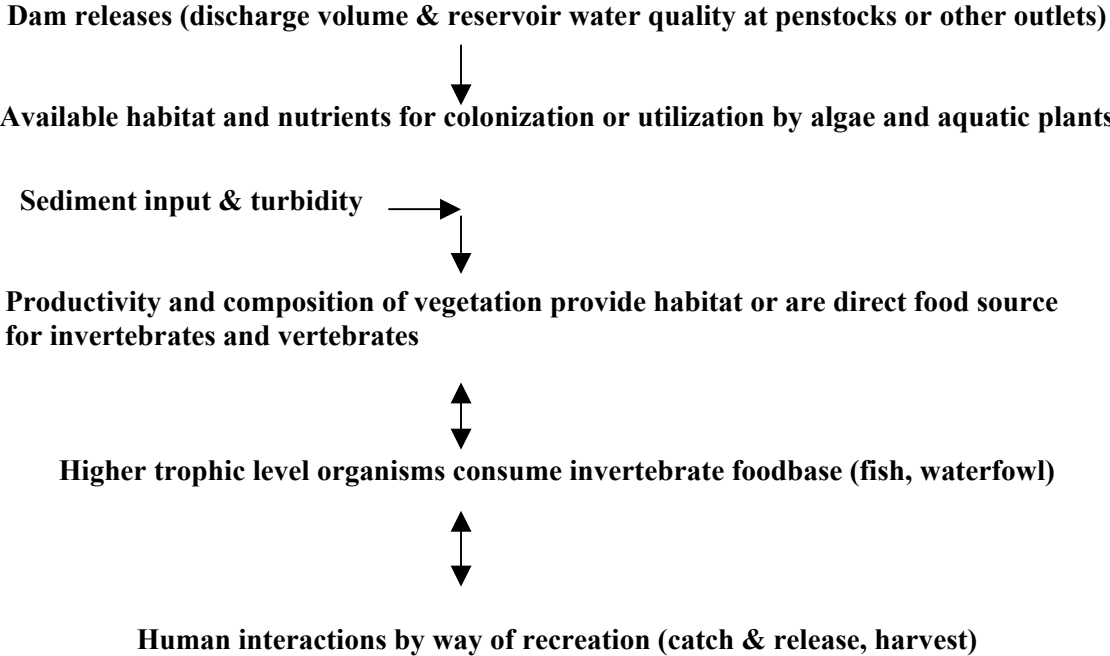 Dam releases (discharge volume & reservoir water quality at penstocks or other outlets)
Available habitat and nutrients for colonization or utilization by algae and aquatic plants
Sediment input & turbidity
Productivity and composition of vegetation provide habitat or are direct food source
for invertebrates and vertebrates
Higher trophic level organisms consume invertebrate foodbase (fish, waterfowl)
Human interactions by way of recreation (catch & release, harvest)